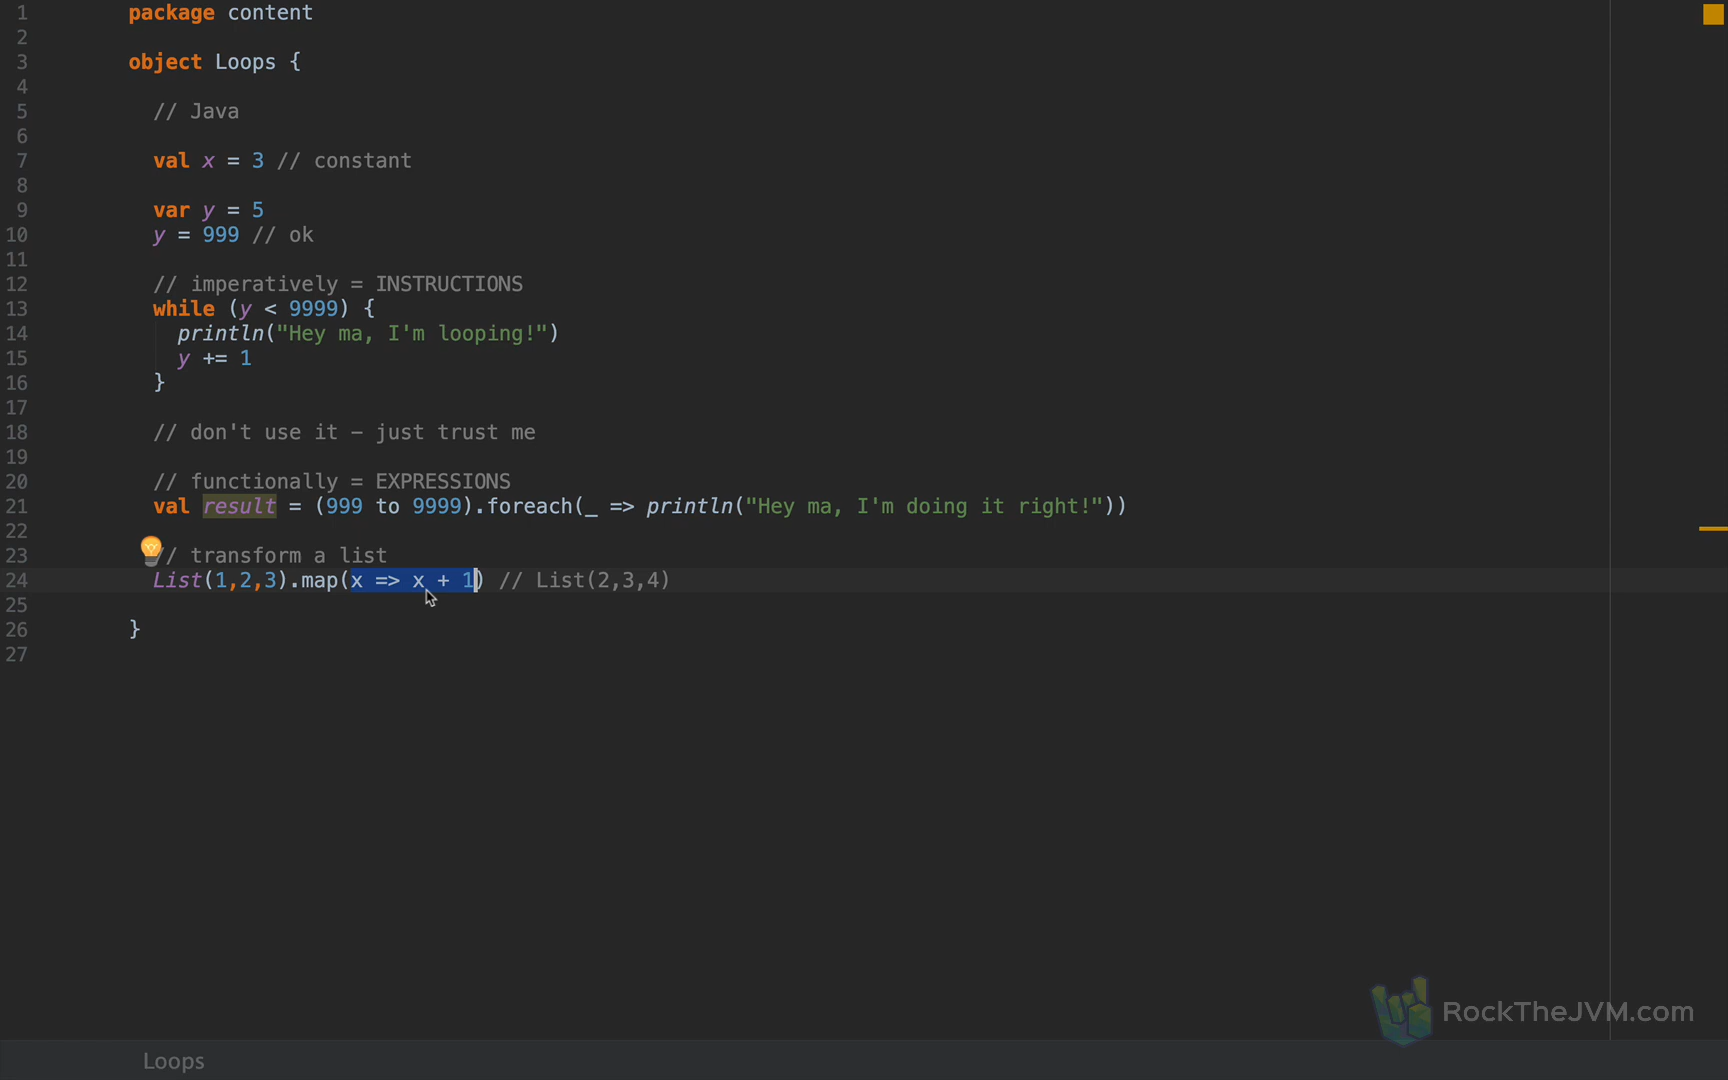 1 package content
2
3 object Loops {
4
5 // Java
6
7 val x = 3 // constant
8
9 var y = 5
10 y = 999 // ok
11
12 // imperatively = INSTRUCTIONS
13 while (y < 9999) {
14 println("Hey ma, I'm looping!")
15 y += 1
16 }
17
18 // don't use it – just trust me
19
20 // functionally = EXPRESSIONS
21 val result = (999 to 9999).foreach(_ => println("Hey ma, I'm doing it right!"))
22
23 // transform a list
24 List(1,2,3).map(x => x + 1) // List(2,3,4)
25
26 }
27
RockTheJVM.com
Loops